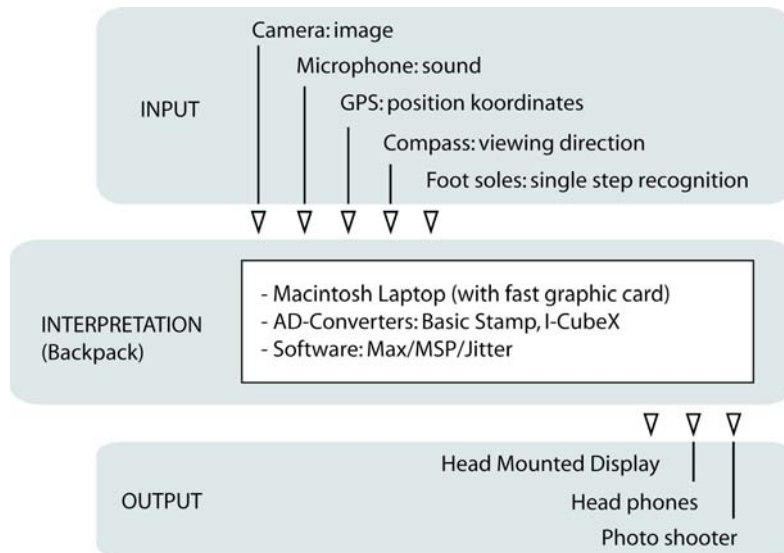 Camera: image
Microphone: sound
GPS: position koordinates
Compass: viewing direction
Foot soles: single step recognition
INPUT
- Macintosh Laptop (with fast graphic card)
- AD-Converters: Basic Stamp, I-CubeX
- Software: Max/MSP/Jitter
INTERPRETATION
(Backpack)
Head Mounted Display
Head phones
Photo shooter
OUTPUT